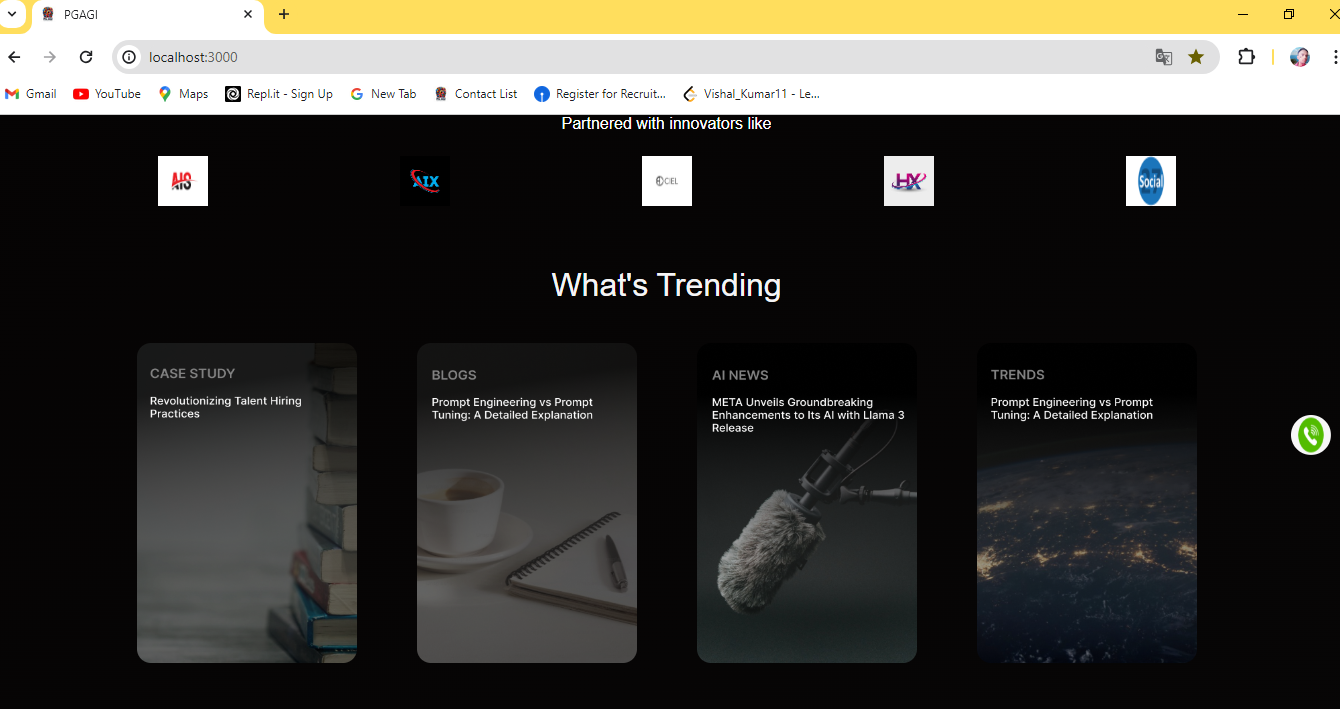 PGAGI
localhost:3000
Gmail
YouTube
Maps
Repl.it - Sign Up
New Tab
Contact List
Register for Recruit...
Vishal_Kumar11 - Le...
Partnered with innovators like
AIS
AIX
CIEL
HX
Social
What's Trending
CASE STUDY
Revolutionizing Talent Hiring
Practices
BLOGS
Prompt Engineering vs Prompt
Tuning: A Detailed Explanation
AI NEWS
META Unveils Groundbreaking
Enhancements to Its AI with Llama 3
Release
TRENDS
Prompt Engineering vs Prompt
Tuning: A Detailed Explanation